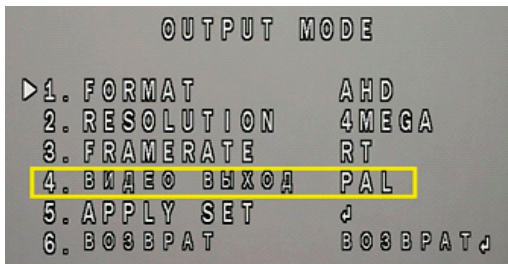 OUTPUT MODE
1. FORMAT AHD
2. RESOLUTION 4MEGA
3. FRAMERATE RT
4. ВИДЕО ВЫХОД PAL
5. APPLY SET ↲
6. ВОЗВРАТ ВОЗВРАТ↲